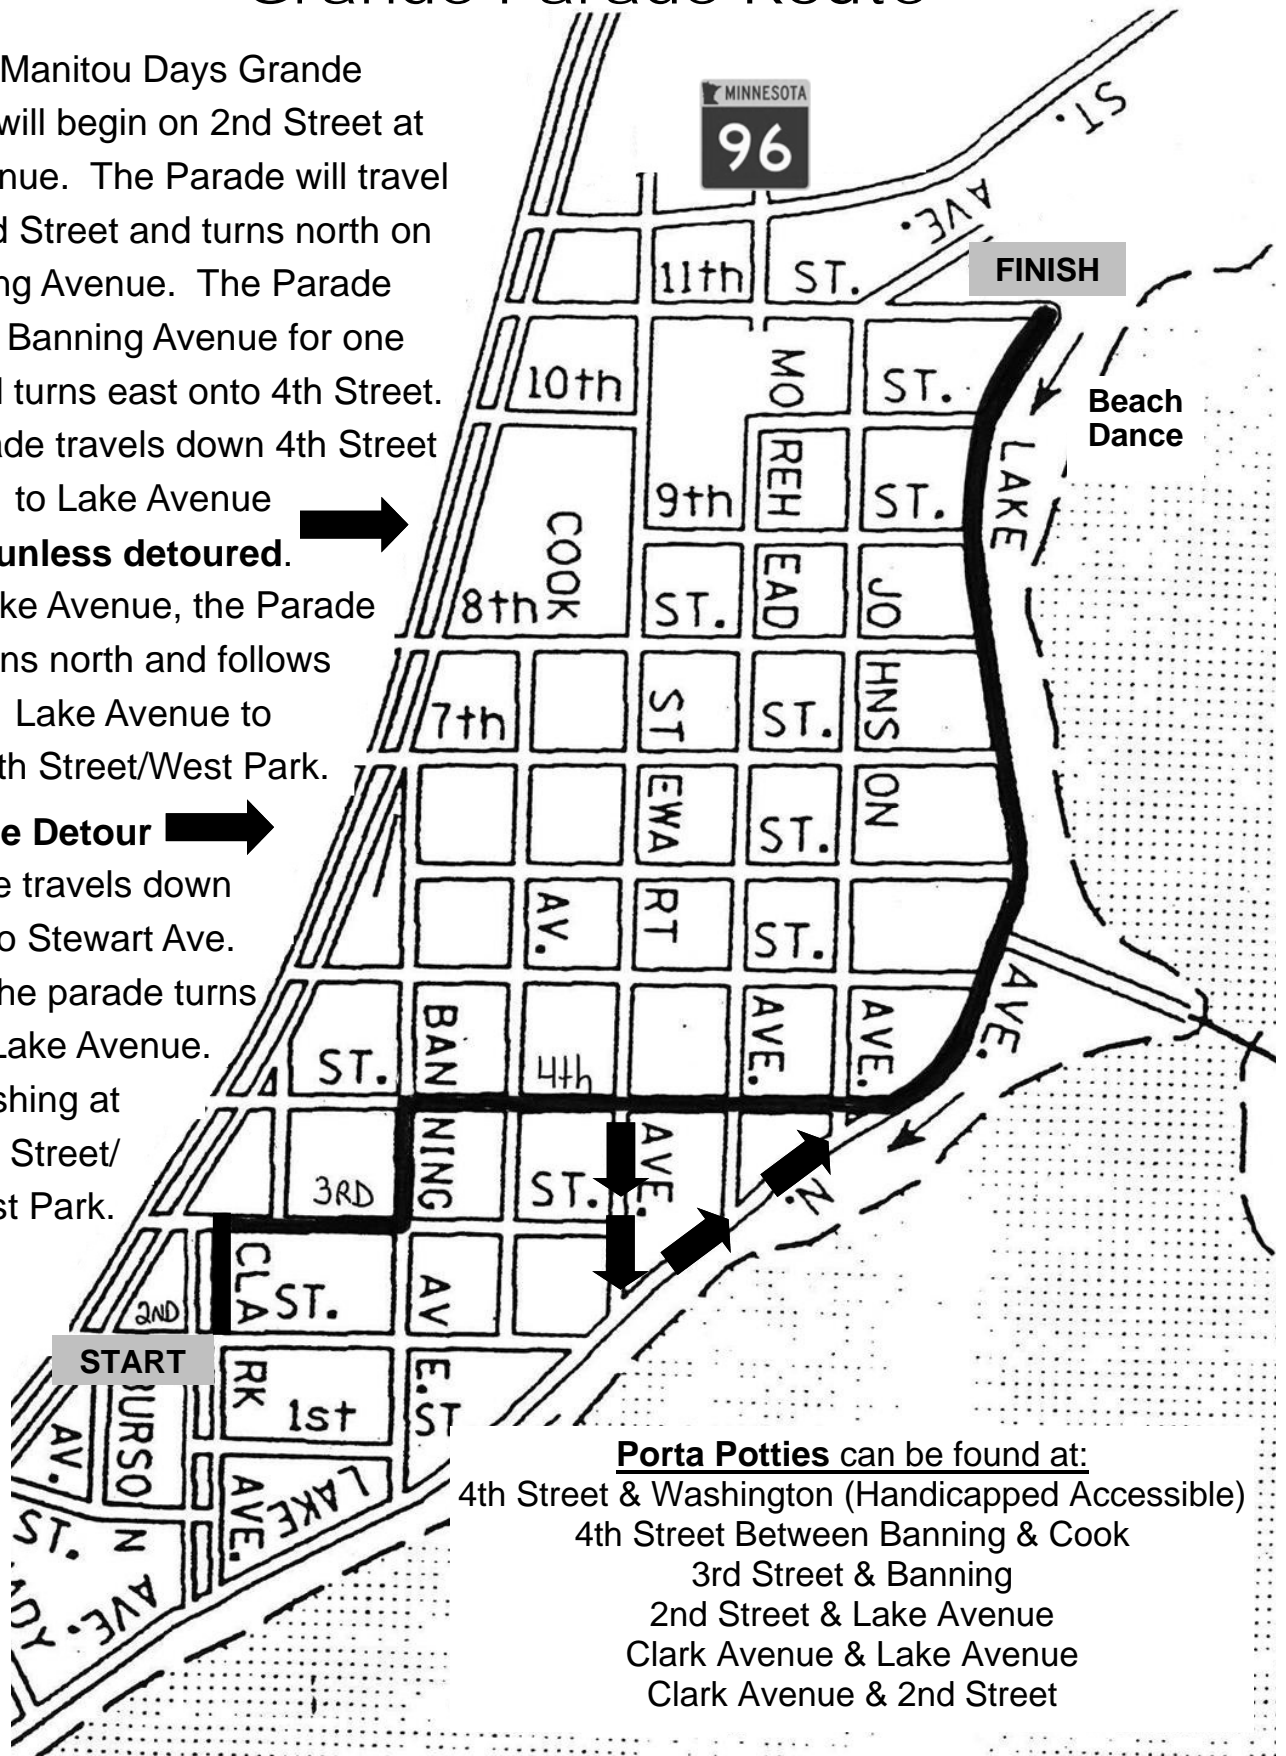 Grande Parade Route
Manitou Days Grande
will begin on 2nd Street at
nue. The Parade will travel
d Street and turns north on
ng Avenue. The Parade
Banning Avenue for one
turns east onto 4th Street.
ade travels down 4th Street
to Lake Avenue
unless detoured.
ke Avenue, the Parade
ns north and follows
Lake Avenue to
th Street/West Park.
e Detour
e travels down
o Stewart Ave.
he parade turns
Lake Avenue.
shing at
Street/
st Park.
MINNESOTA
96
ST.
AVE.
11th ST.
FINISH
10th ST.
Beach
Dance
9th ST.
8th ST.
7th ST.
ST.
ST.
4th ST.
3RD ST.
2ND ST.
1st ST.
COOK AV.
MOREHEAD AVE.
JOHNSON AVE.
STEWART AVE.
BANNING AV
LAKE AVE. N.
CLARK AVE.
START
E.
BURSON AVE.
AV.
LAKE
ST.
Porta Potties can be found at:
4th Street & Washington (Handicapped Accessible)
4th Street Between Banning & Cook
3rd Street & Banning
2nd Street & Lake Avenue
Clark Avenue & Lake Avenue
Clark Avenue & 2nd Street